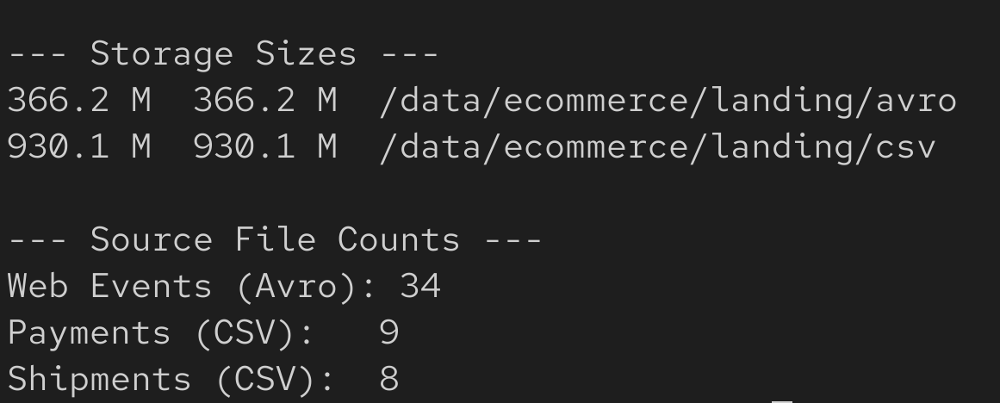 --- Storage Sizes ---
366.2 M  366.2 M  /data/ecommerce/landing/avro
930.1 M  930.1 M  /data/ecommerce/landing/csv
--- Source File Counts ---
Web Events (Avro): 34
Payments (CSV):   9
Shipments (CSV):  8